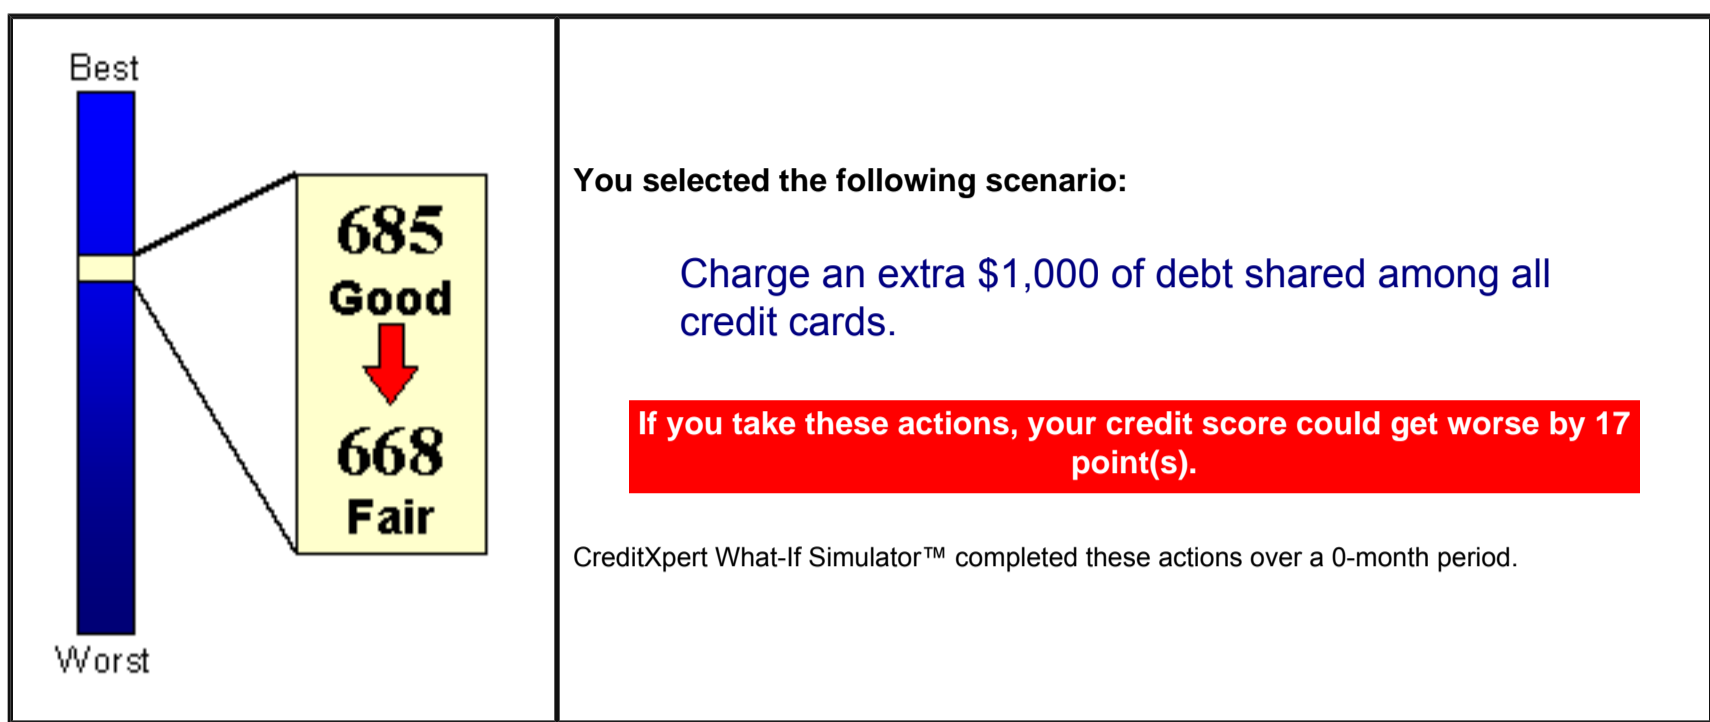 Best
685
Good
668
Fair
Worst
You selected the following scenario:
Charge an extra $1,000 of debt shared among all
credit cards.
If you take these actions, your credit score could get worse by 17
point(s).
CreditXpert What-If Simulator™ completed these actions over a 0-month period.